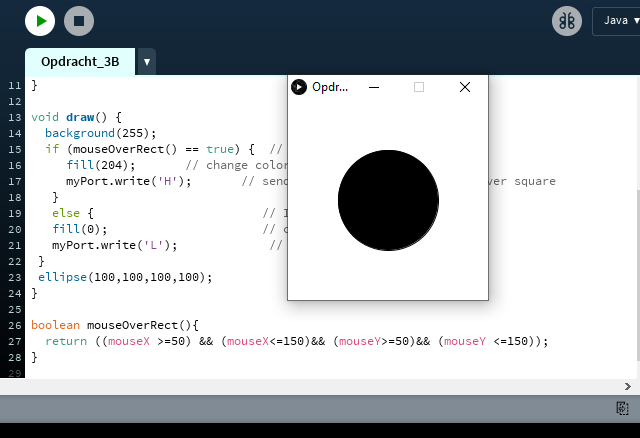 Java ▼
Opdracht_3B ▼
Opdr...
11 }
12
13 void draw() {
14 background(255);
15 if (mouseOverRect() == true) { //
16 fill(204); // change color
17 myPort.write('H'); // send ver square
18 }
19 else { //
20 fill(0); //
21 myPort.write('L'); //
22 }
23 ellipse(100,100,100,100);
24 }
25
26 boolean mouseOverRect(){
27 return ((mouseX >=50) && (mouseX<=150)&& (mouseY>=50)&& (mouseY <=150));
28 }
29